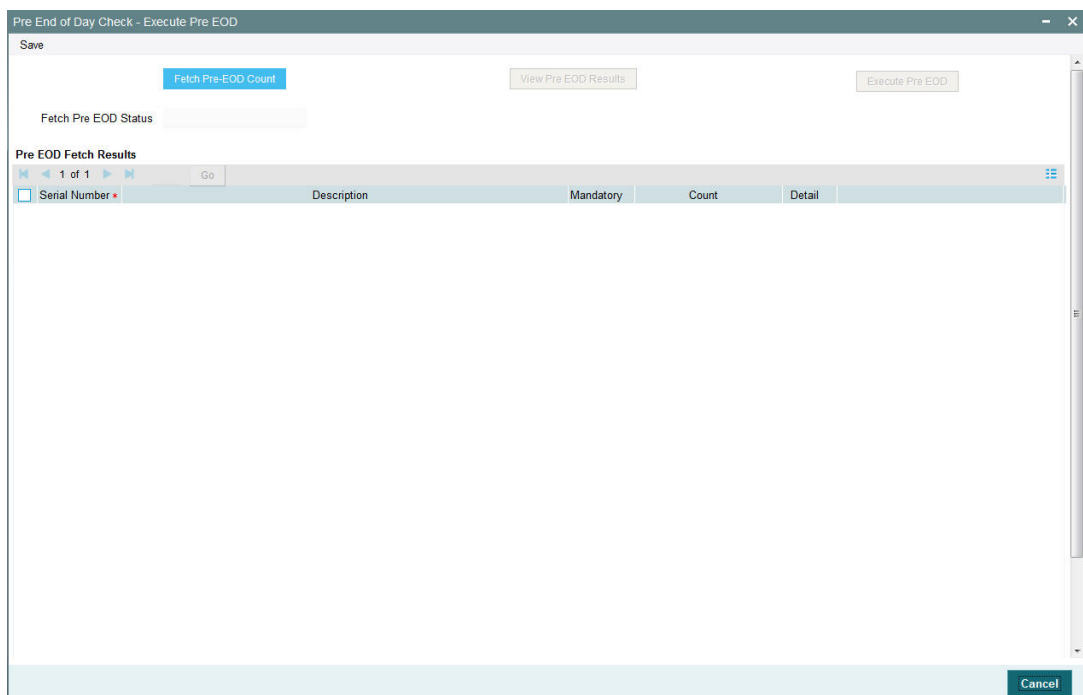 Pre End of Day Check - Execute Pre EOD
Save
Fetch Pre-EOD Count View Pre EOD Results Execute Pre EOD
Fetch Pre EOD Status
Pre EOD Fetch Results
1 of 1 Go
Serial Number * Description Mandatory Count Detail
Cancel